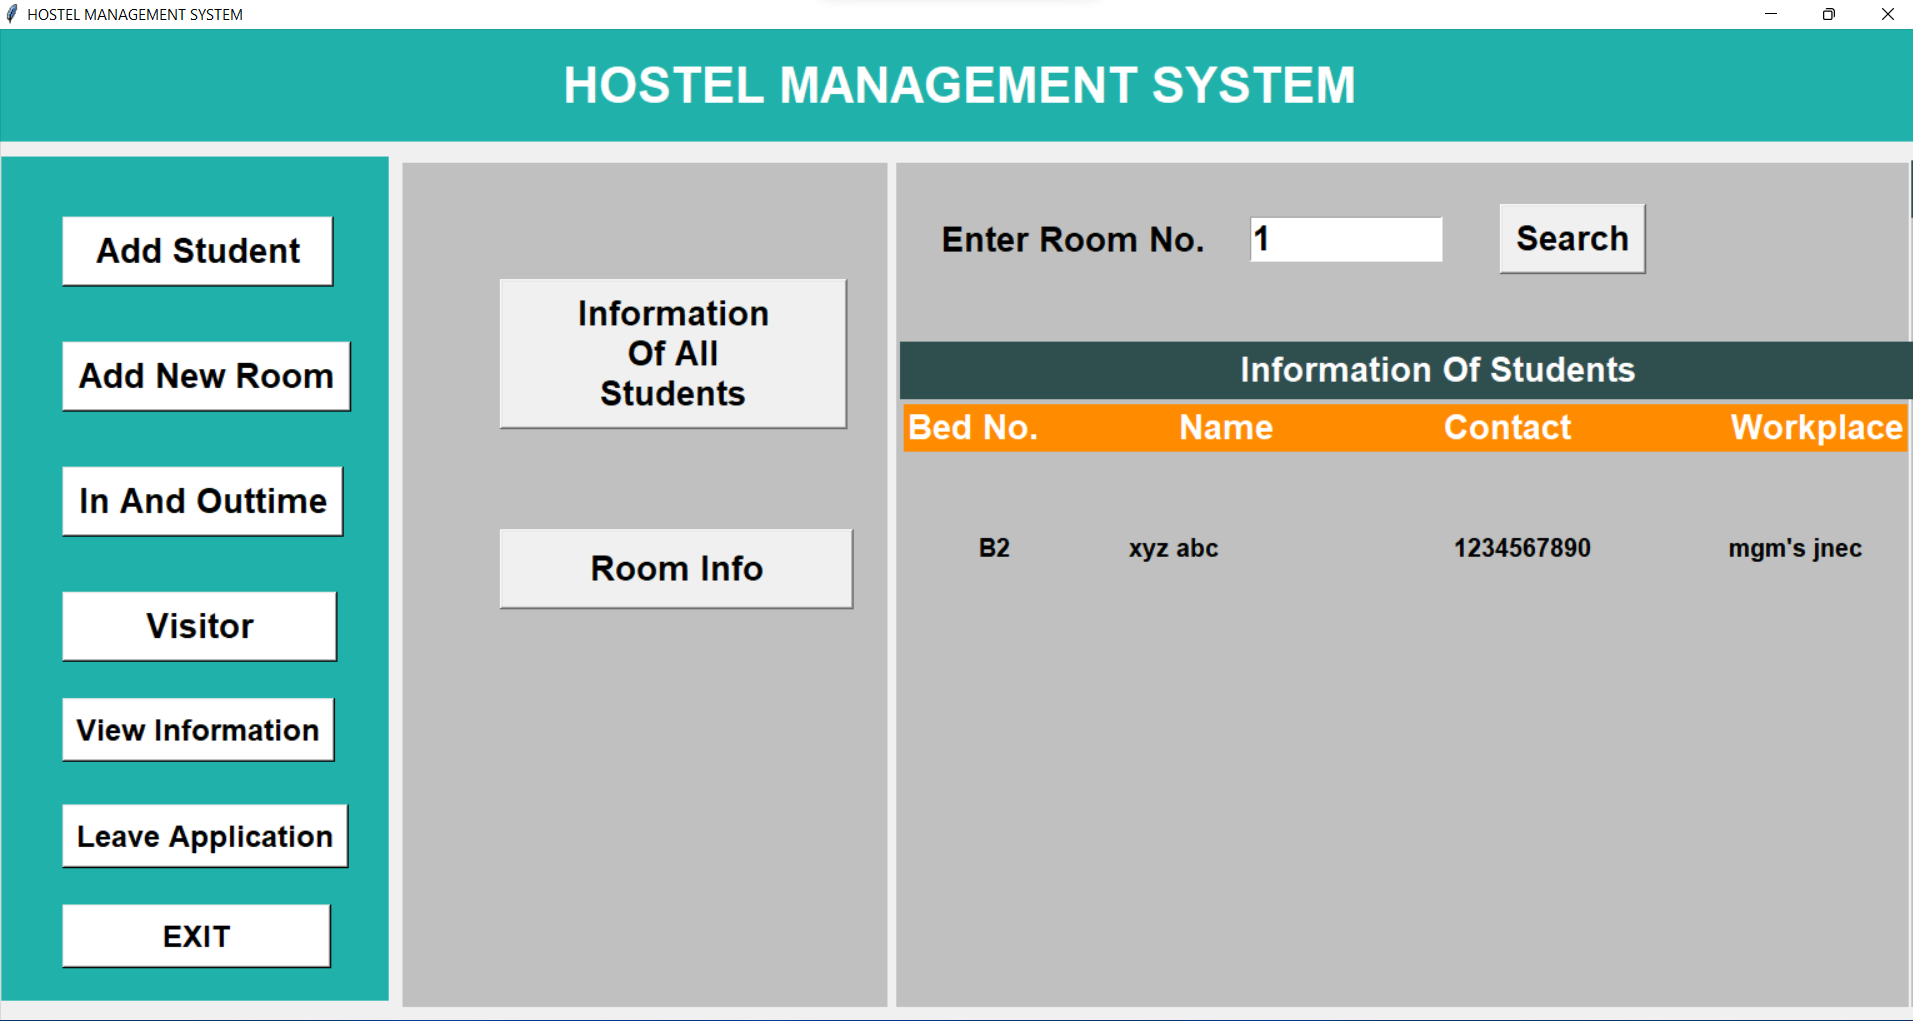 HOSTEL MANAGEMENT SYSTEM
HOSTEL MANAGEMENT SYSTEM
Add Student
Add New Room
In And Outtime
Visitor
View Information
Leave Application
EXIT
Information
Of All
Students
Room Info
Enter Room No. 1 Search
Information Of Students
Bed No. Name Contact Workplace
B2 xyz abc 1234567890 mgm's jnec